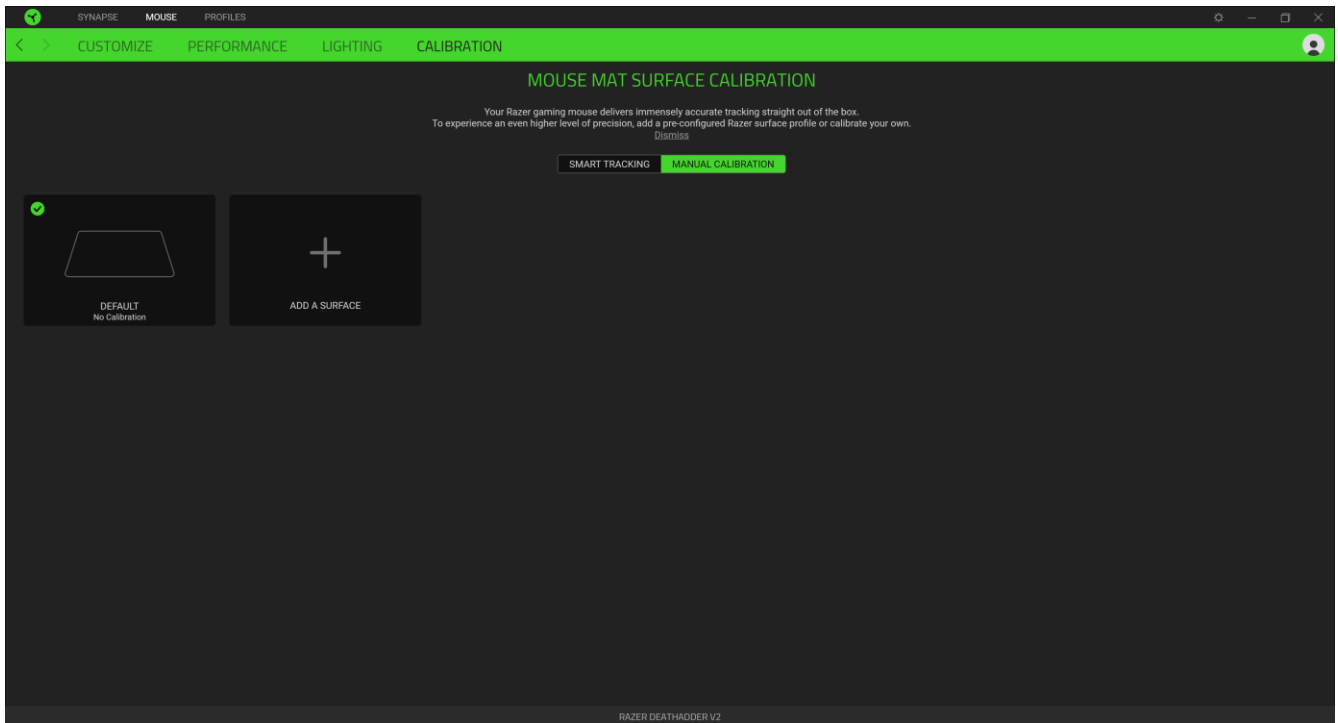 SYNAPSE MOUSE PROFILES
CUSTOMIZE PERFORMANCE LIGHTING CALIBRATION
MOUSE MAT SURFACE CALIBRATION
Your Razer gaming mouse delivers immensely accurate tracking straight out of the box.
To experience an even higher level of precision, add a pre-configured Razer surface profile or calibrate your own.
Dismiss
SMART TRACKING MANUAL CALIBRATION
DEFAULT
No Calibration
ADD A SURFACE
RAZER DEATHADDER V2